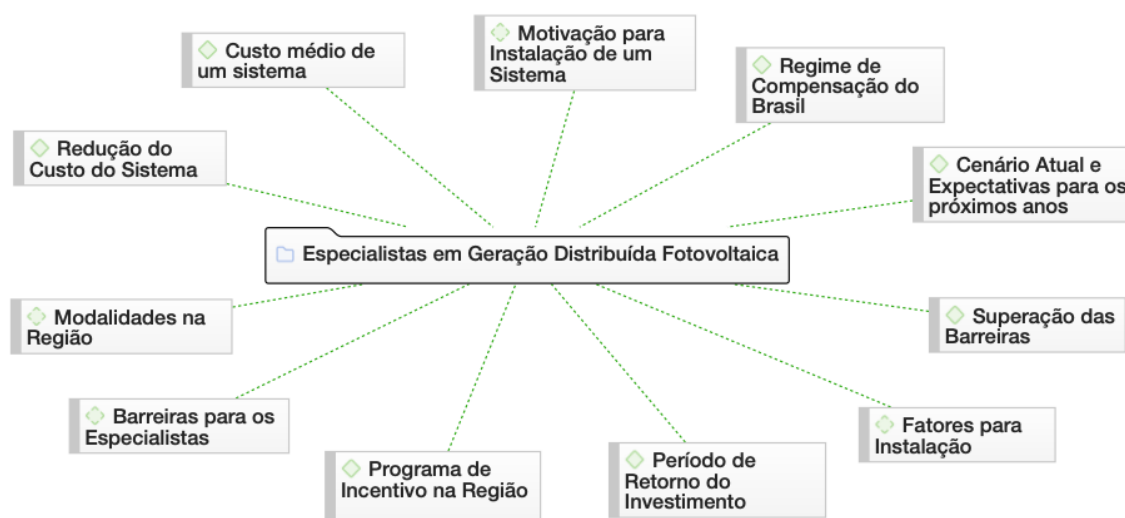 Custo médio de
um sistema
Motivação para
Instalação de um
Sistema
Regime de
Compensação do
Brasil
Redução do
Custo do Sistema
Cenário Atual e
Expectativas para os
próximos anos
Especialistas em Geração Distribuída Fotovoltaica
Modalidades na
Região
Superação das
Barreiras
Barreiras para os
Especialistas
Fatores para
Instalação
Programa de
Incentivo na Região
Período de
Retorno do
Investimento